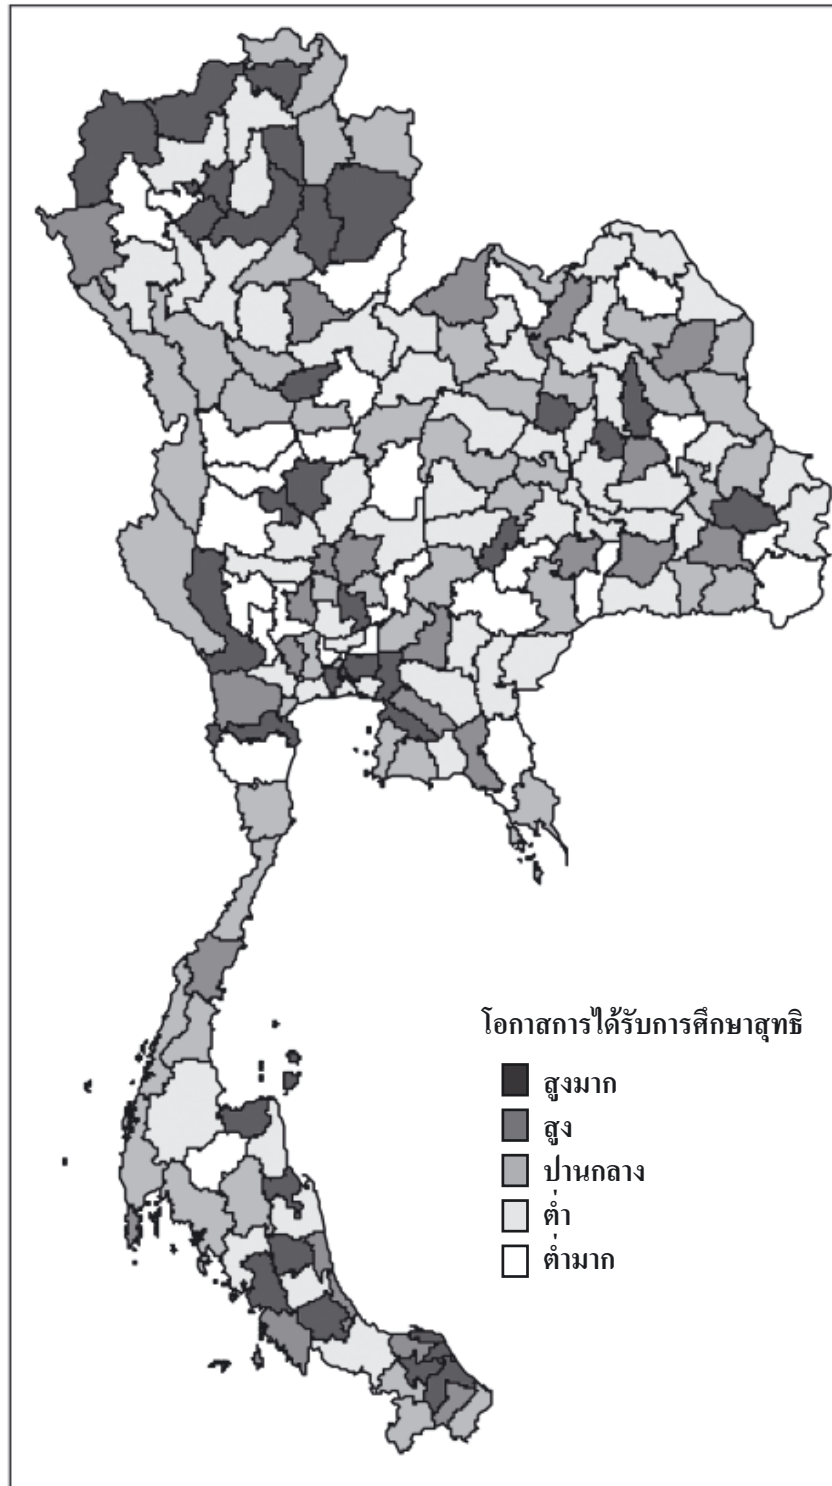 โอกาสการได้รับการศึกษาสุทธิ
สูงมาก
สูง
ปานกลาง
ต่ำ
ต่ำมาก